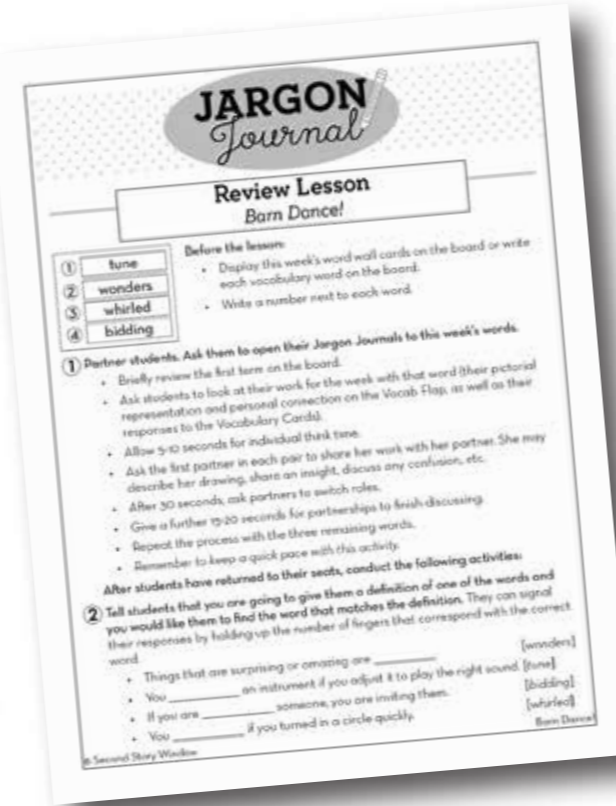 JARGON
Journal
Review Lesson
Barn Dance!
1 tune
2 wonders
3 whirled
4 bidding
Before the lesson:
• Display this week's word wall cards on the board or write
each vocabulary word on the board.
• Write a number next to each word.
1 Partner students. Ask them to open their Jargon Journals to this week's words.
• Briefly review the first term on the board.
• Ask students to look at their work for the week with that word (their pictorial
representation and personal connection on the Vocab Flap, as well as their
responses to the Vocabulary Cards).
• Allow 5-10 seconds for individual think time.
• Ask the first partner in each pair to share her work with her partner. She may
describe her drawing, share an insight, discuss any confusion, etc.
• After 30 seconds, ask partners to switch roles.
• Give a further 15-20 seconds for partnerships to finish discussing.
• Repeat the process with the three remaining words.
• Remember to keep a quick pace with this activity.
After students have returned to their seats, conduct the following activities:
2 Tell students that you are going to give them a definition of one of the words and
you would like them to find the word that matches the definition. They can signal
their responses by holding up the number of fingers that correspond with the correct
word.
• Things that are surprising or amazing are ________ [wonders]
• You ________ an instrument if you adjust it to play the right sound. [tune]
• If you are ________ someone, you are inviting them. [bidding]
• You ________ if you turned in a circle quickly. [whirled]
© Second Story Window Barn Dance!